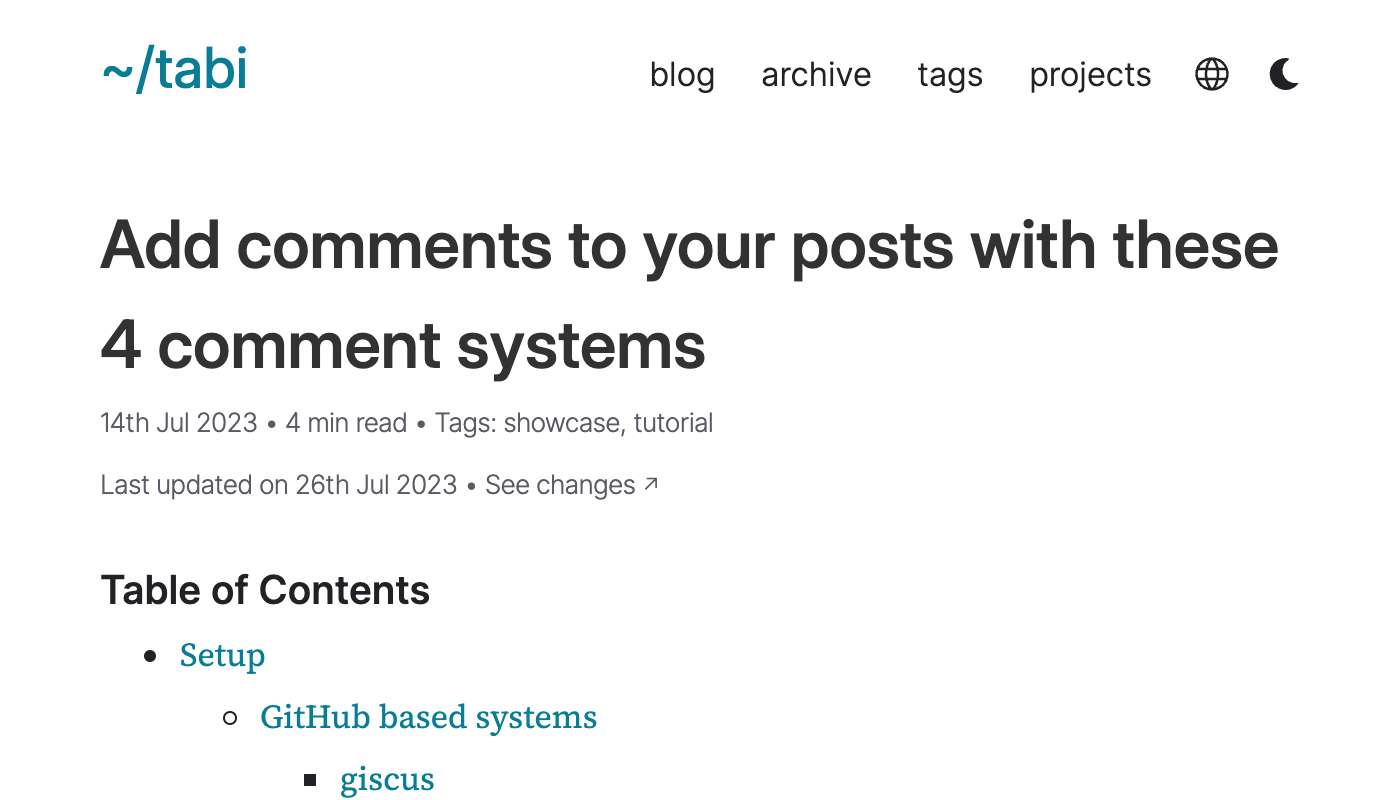 ~/tabi
blog archive tags projects
Add comments to your posts with these
4 comment systems
14th Jul 2023 • 4 min read • Tags: showcase, tutorial
Last updated on 26th Jul 2023 • See changes ↗
Table of Contents
Setup
GitHub based systems
giscus